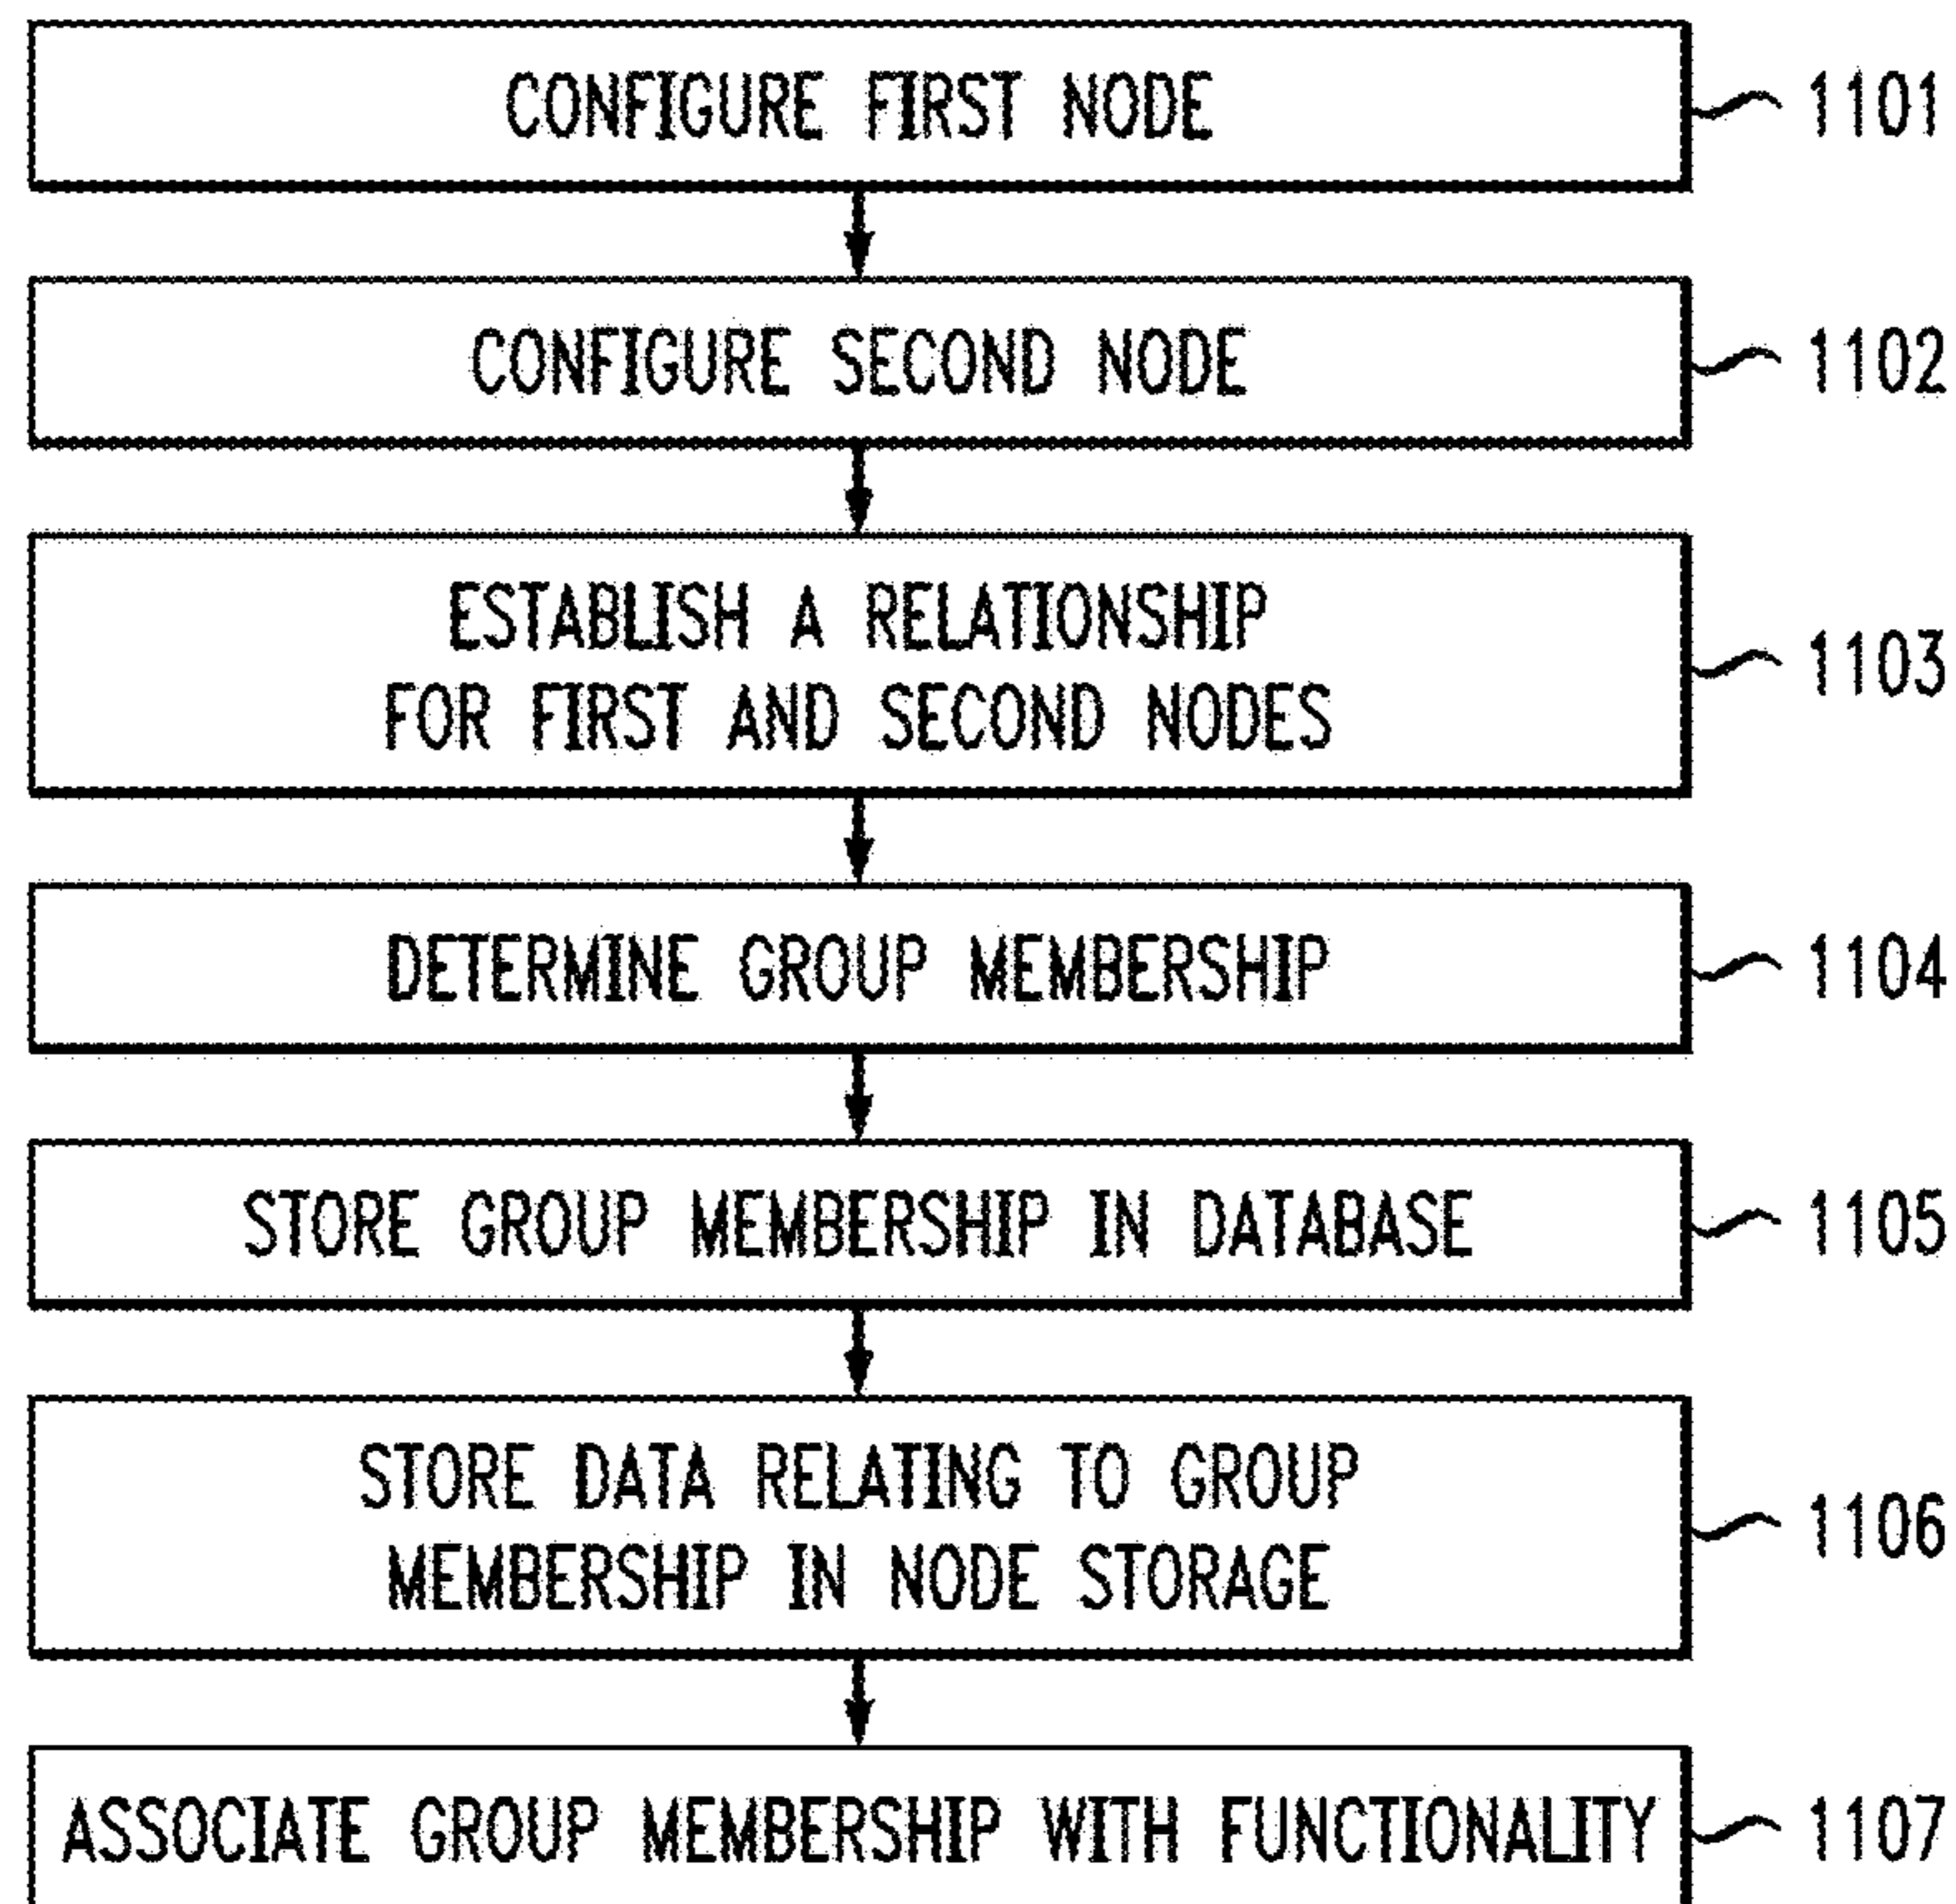 CONFIGURE FIRST NODE
1101
CONFIGURE SECOND NODE
1102
ESTABLISH A RELATIONSHIP
FOR FIRST AND SECOND NODES
1103
DETERMINE GROUP MEMBERSHIP
1104
STORE GROUP MEMBERSHIP IN DATABASE
1105
STORE DATA RELATING TO GROUP
MEMBERSHIP IN NODE STORAGE
1106
ASSOCIATE GROUP MEMBERSHIP WITH FUNCTIONALITY
1107